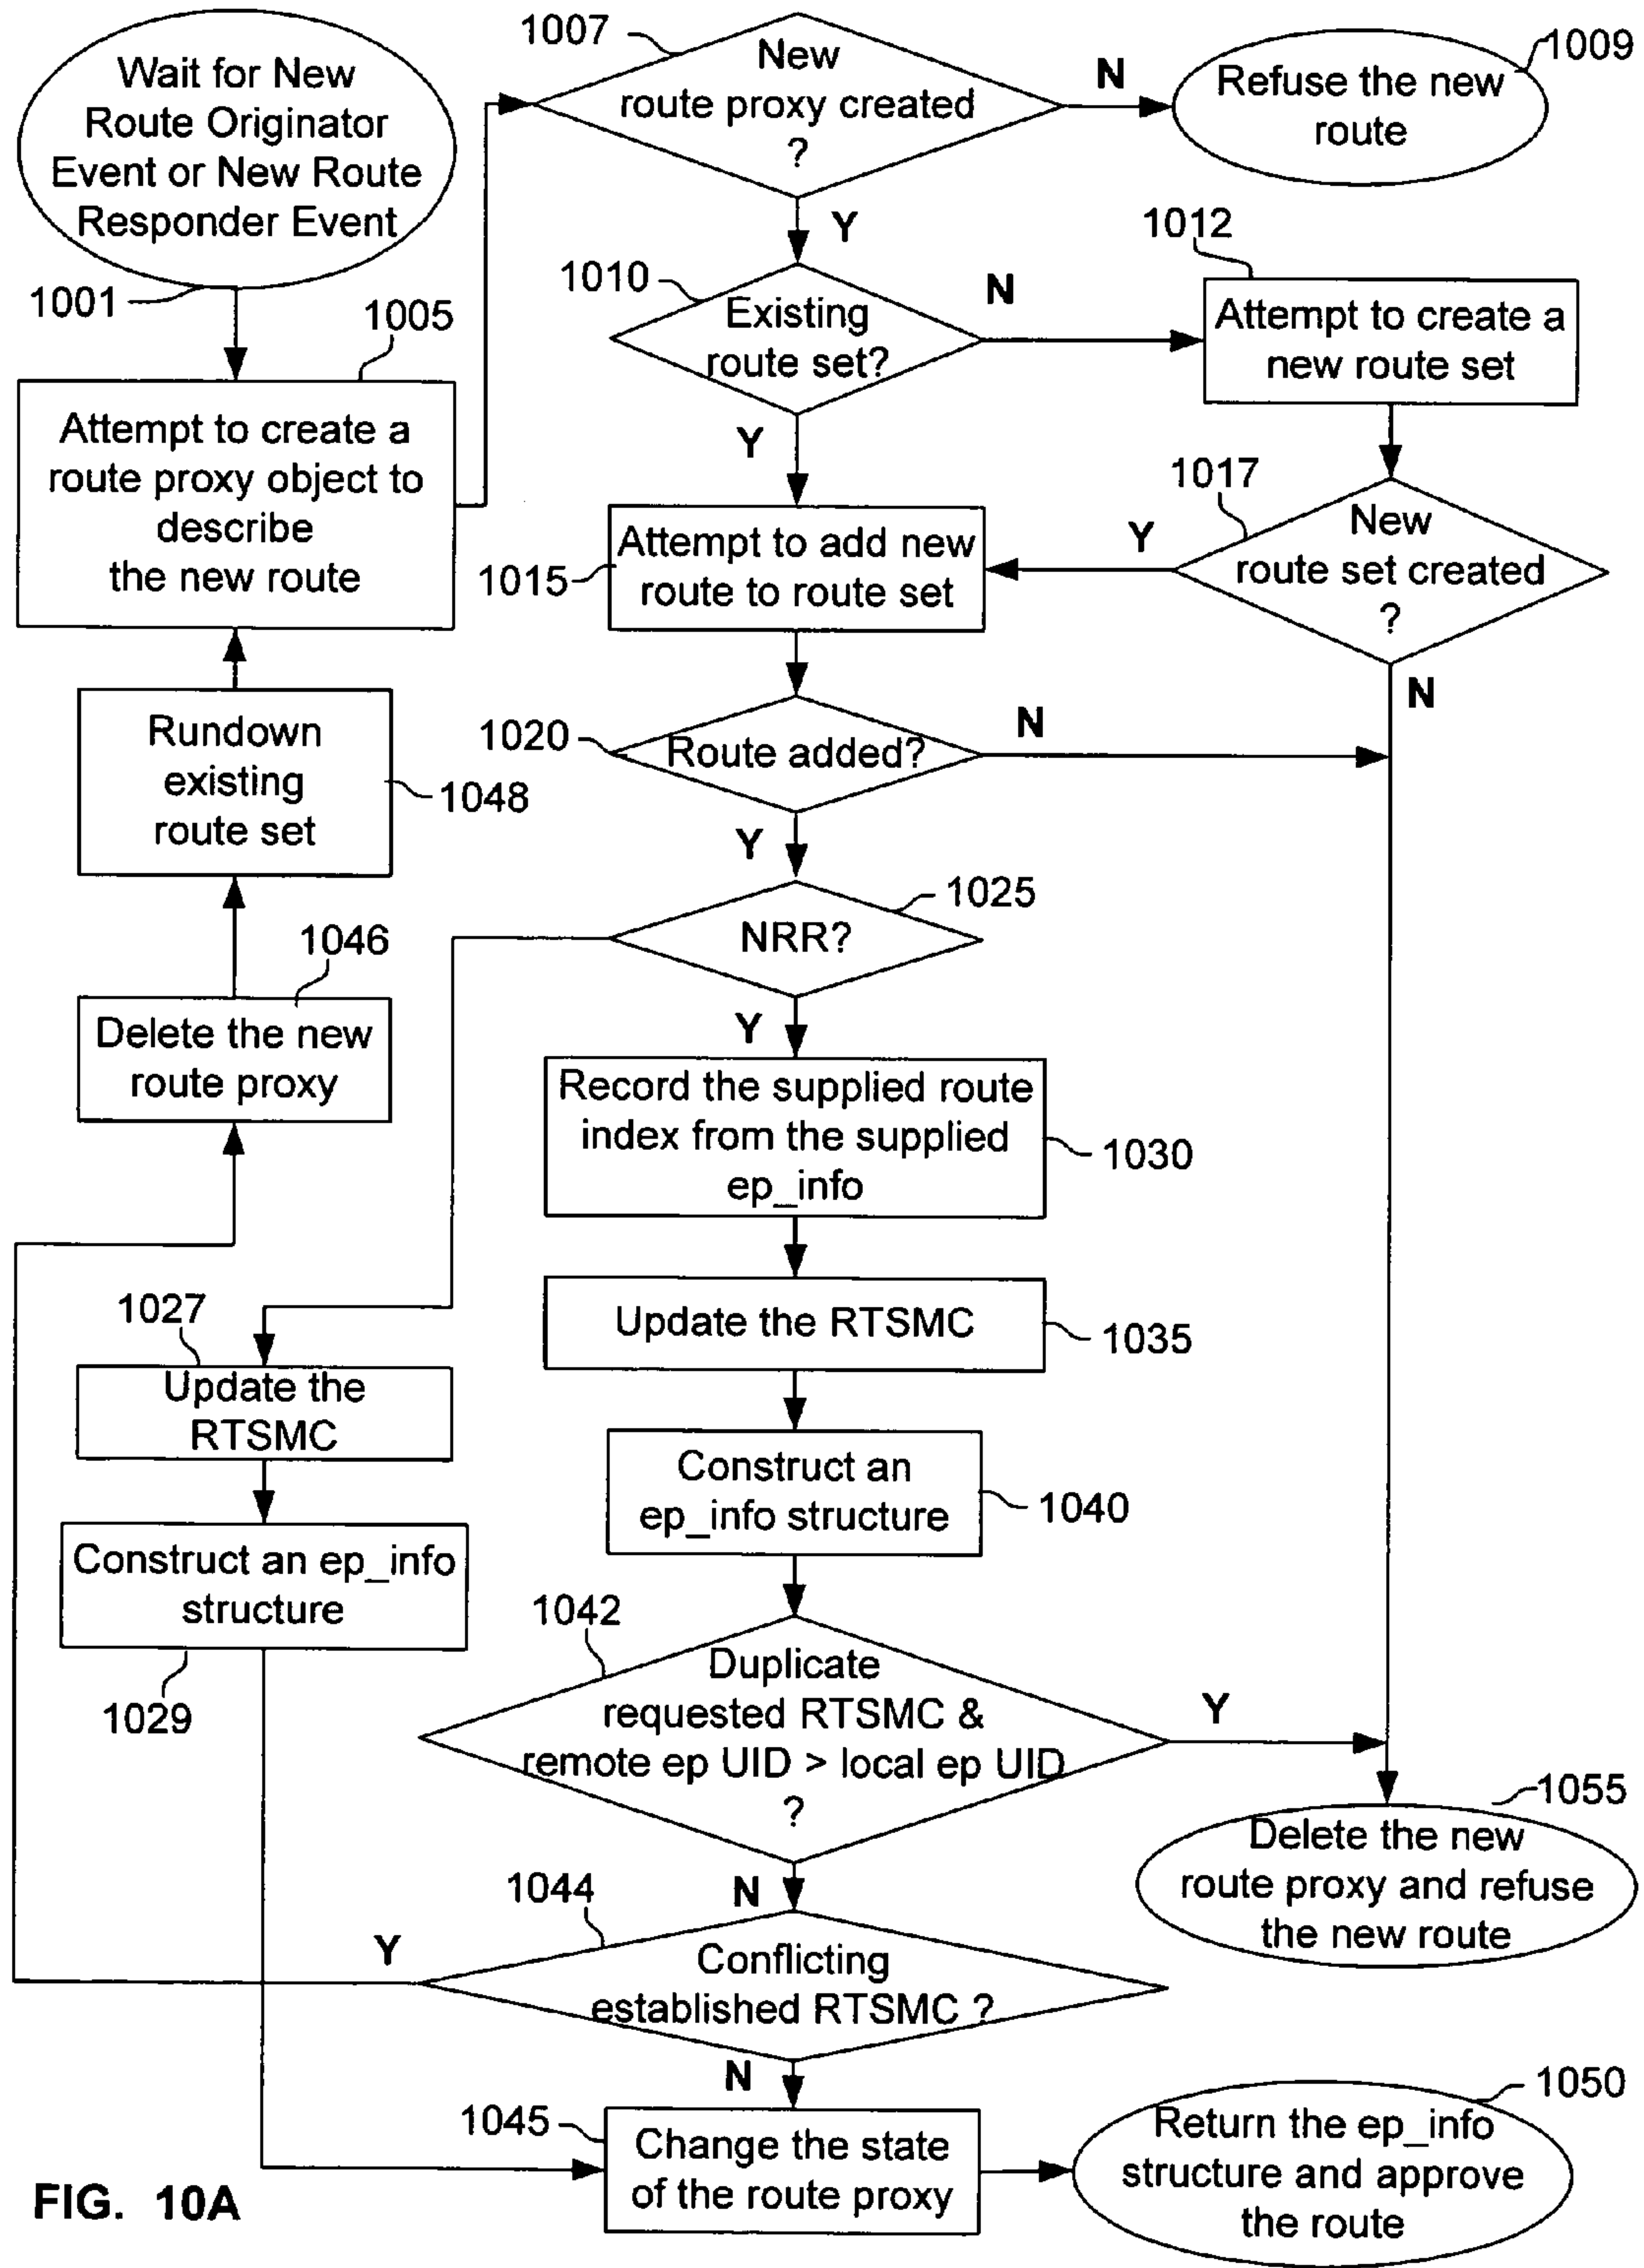 Wait for New
Route Originator
Event or New Route
Responder Event
1001
1005
Attempt to create a
route proxy object to
describe
the new route
1007
New
route proxy created
?
N
Y
1009
Refuse the new
route
1010
Existing
route set?
N
Y
1012
Attempt to create a
new route set
1017
New
route set created
?
Y
N
1015
Attempt to add new
route to route set
1020
Route added?
N
Y
1025
NRR?
Y
1048
Rundown
existing
route set
1046
Delete the new
route proxy
1030
Record the supplied route
index from the supplied
ep_info
1027
Update the
RTSMC
1035
Update the RTSMC
1029
Construct an ep_info
structure
1040
Construct an
ep_info structure
1042
Duplicate
requested RTSMC &
remote ep UID > local ep UID
?
Y
N
1055
Delete the new
route proxy and refuse
the new route
1044
Conflicting
established RTSMC ?
Y
N
1045
Change the state
of the route proxy
1050
Return the ep_info
structure and approve
the route
FIG. 10A